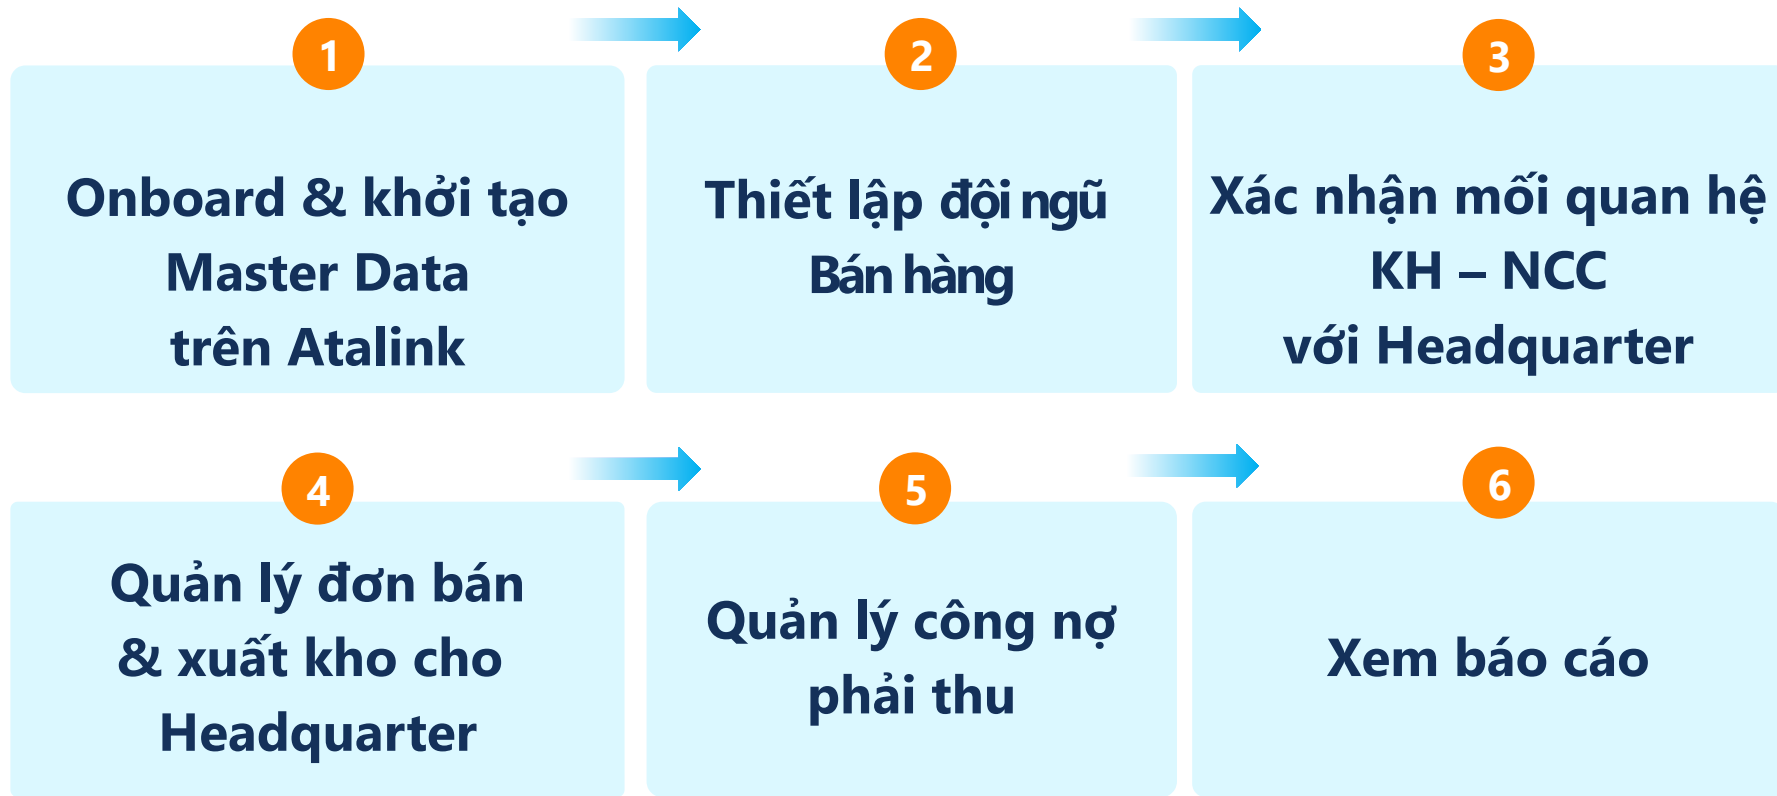 1
Onboard & khởi tạo
Master Data
trên Atalink
2
Thiết lập đội ngũ
Bán hàng
3
Xác nhận mối quan hệ
KH – NCC
với Headquarter
4
Quản lý đơn bán
& xuất kho cho
Headquarter
5
Quản lý công nợ
phải thu
6
Xem báo cáo